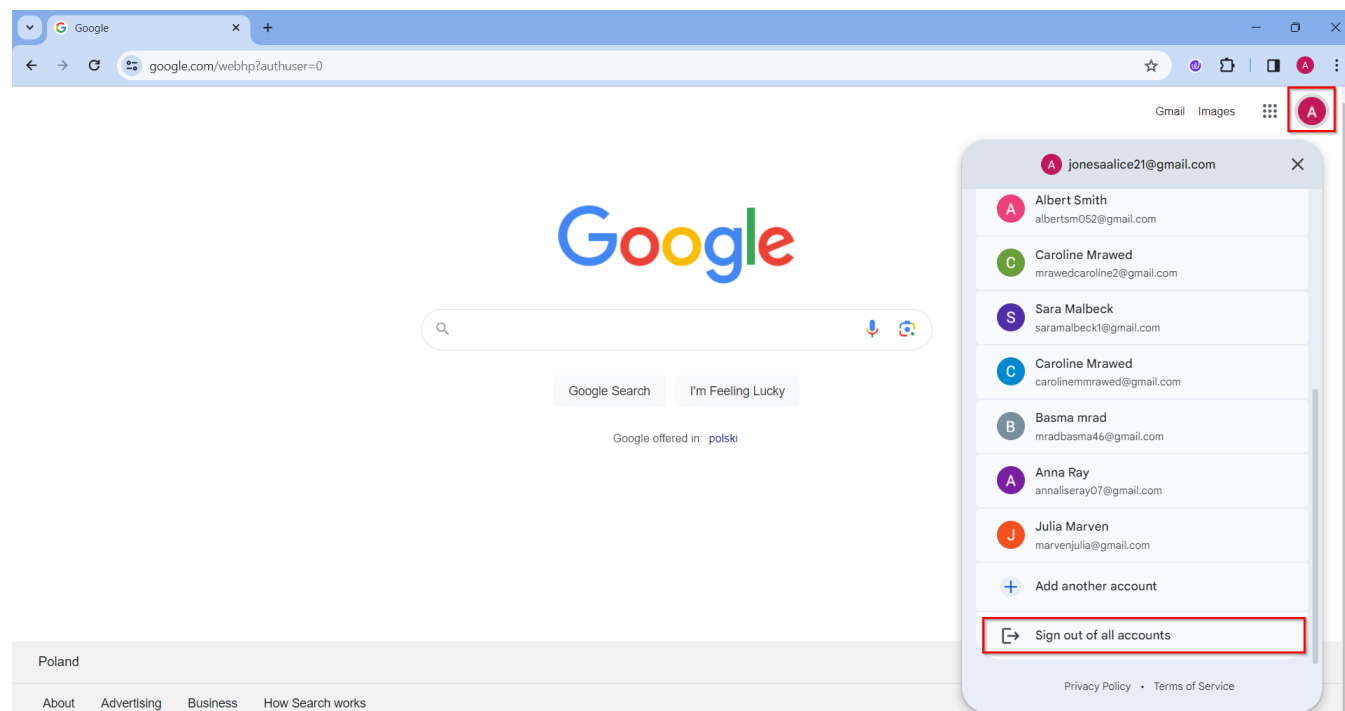 Google
google.com/webhp?authuser=0
A
Gmail Images
A
A jonesaalice21@gmail.com
A Albert Smith
albertsm052@gmail.com
C Caroline Mrawed
mrawedcaroline2@gmail.com
S Sara Malbeck
saramalbeck1@gmail.com
C Caroline Mrawed
carolinemmrawed@gmail.com
B Basma mrad
mradbasma46@gmail.com
A Anna Ray
annaliseray07@gmail.com
J Julia Marven
marvenjulia@gmail.com
Add another account
Sign out of all accounts
Privacy Policy • Terms of Service
Google
Google Search I'm Feeling Lucky
Google offered in: polski
Poland
About Advertising Business How Search works